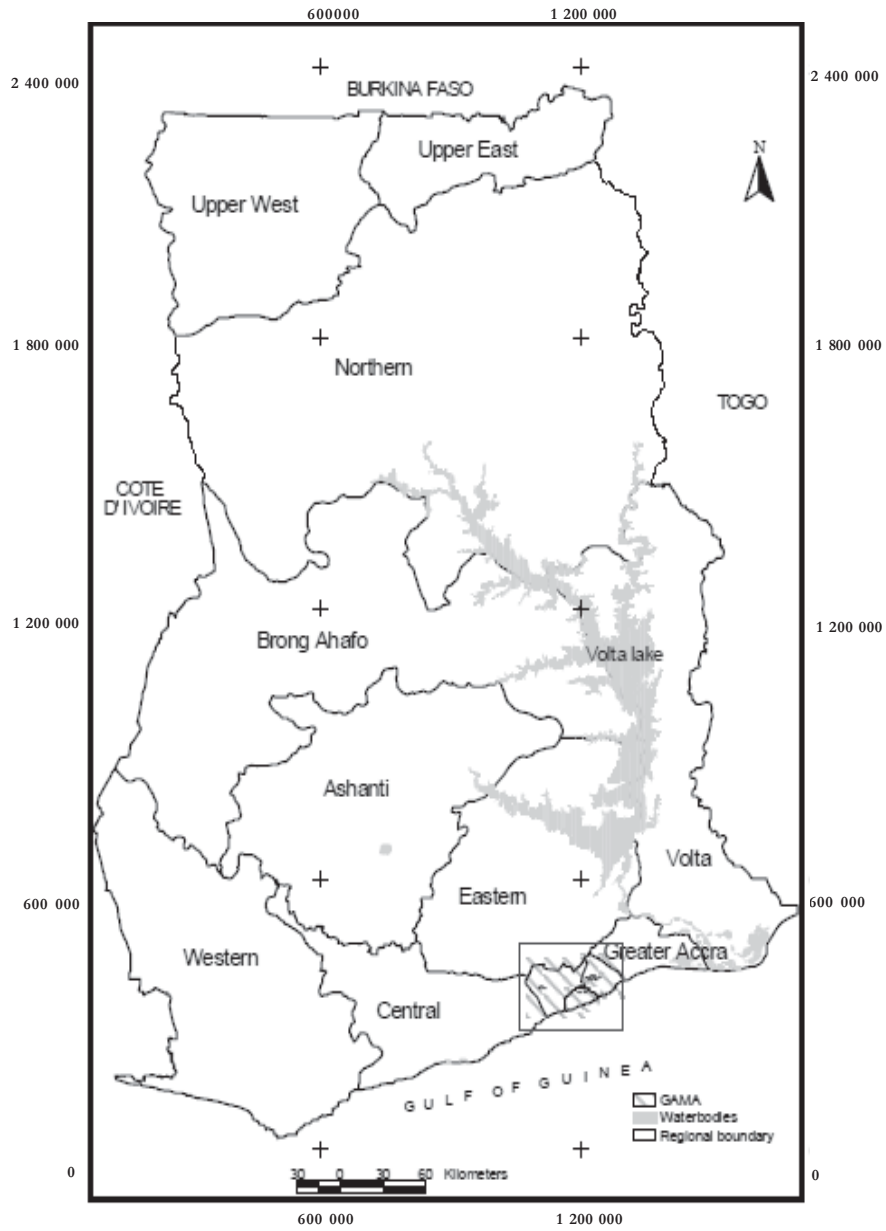 600000 1 200 000
2 400 000 2 400 000
BURKINA FASO
N
Upper East
Upper West
1 800 000 1 800 000
Northern
TOGO
COTE
D'IVOIRE
1 200 000 1 200 000
Brong Ahafo
Volta lake
Ashanti
Volta
600 000 600 000
Eastern
Western
Greater Accra
Central
GULF OF GUINEA
GAMA
Waterbodies
Regional boundary
0 0
30 0 30 60 Kilometers
600 000 1 200 000